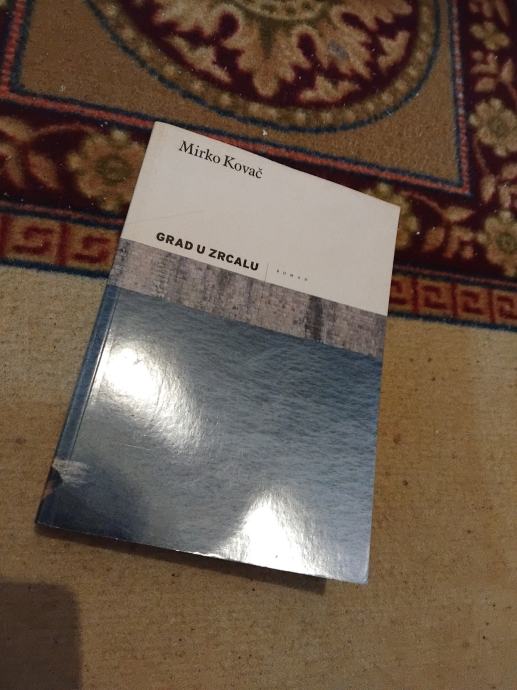 Mirko Kovač
GRAD U ZRCALU
ROMAN